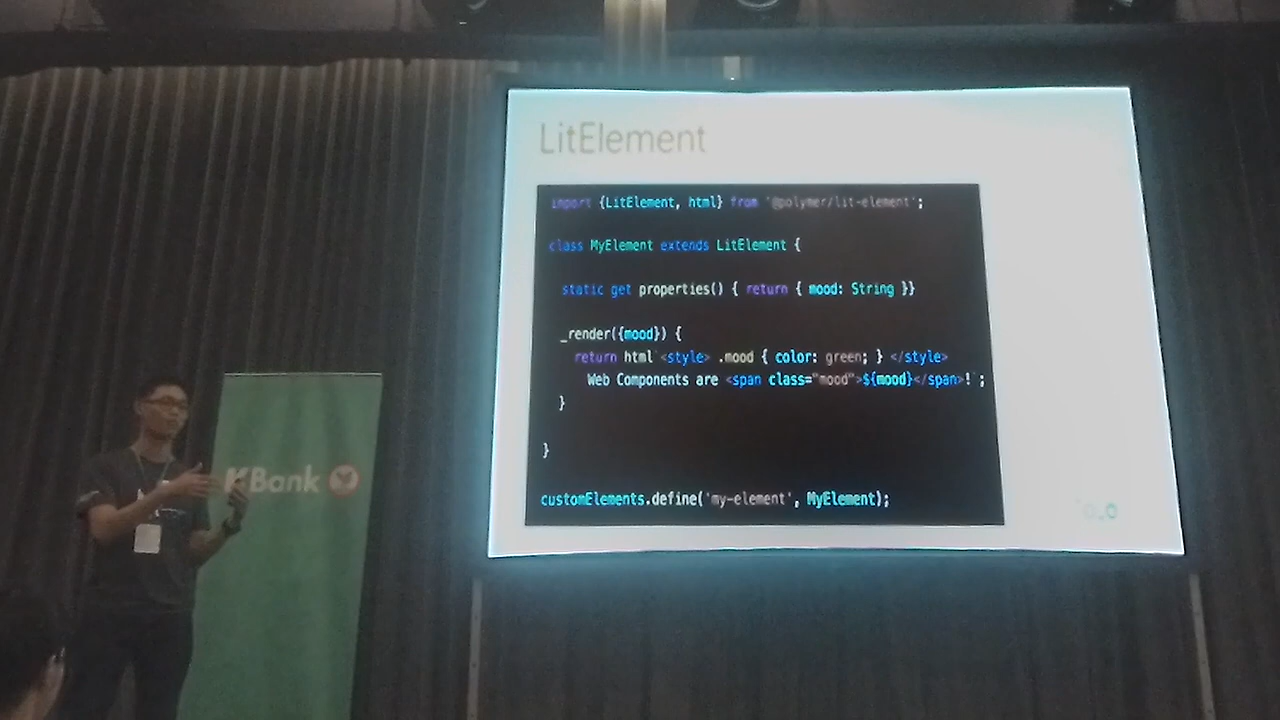 LitElement
import {LitElement, html} from '@polymer/lit-element';
class MyElement extends LitElement {
static get properties() { return { mood: String }}
_render({mood}) {
return html`<style> .mood { color: green; } </style>
Web Components are <span class="mood">${mood}</span>!`;
}
}
customElements.define('my-element', MyElement);
KBank